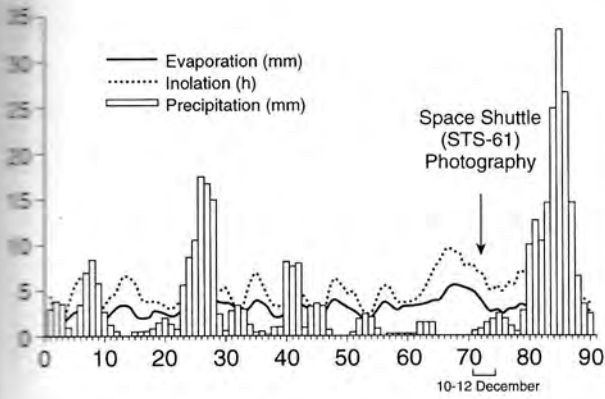 35
30
25
20
15
10
5
0
Evaporation (mm)
Inolation (h)
Precipitation (mm)
Space Shuttle
(STS-61)
Photography
0 10 20 30 40 50 60 70 80 90
10-12 December